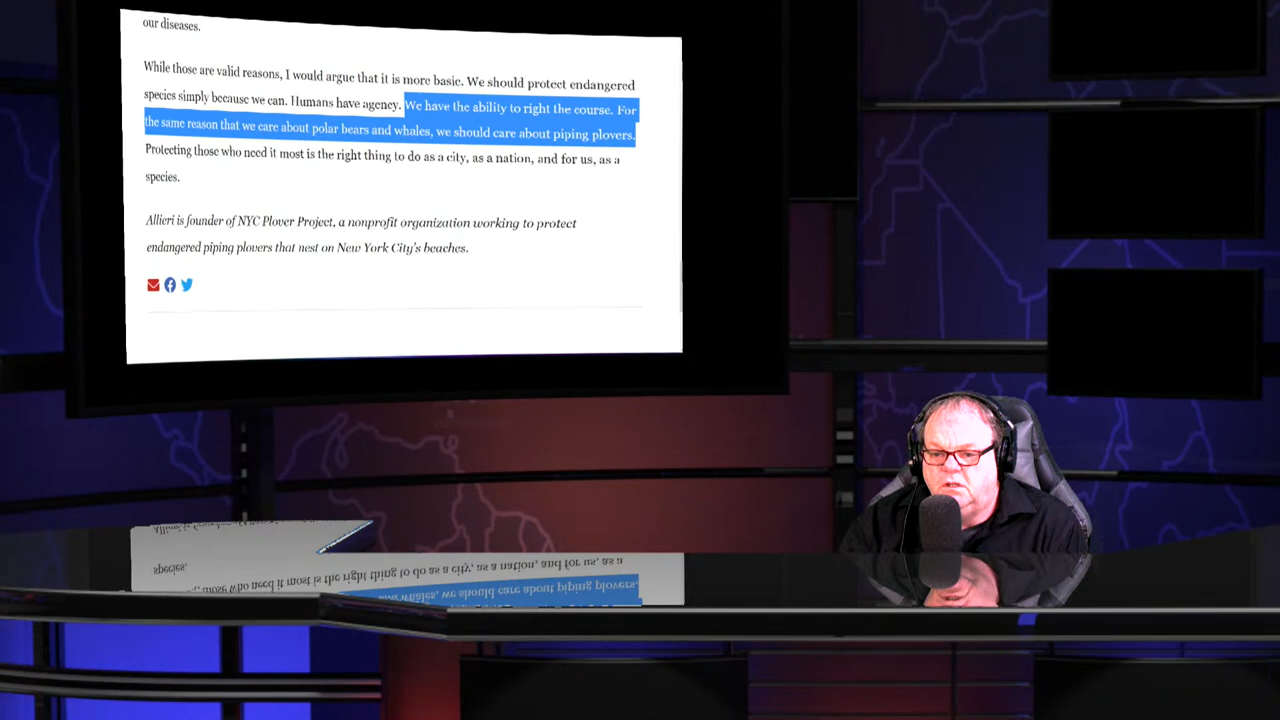 our diseases.
While those are valid reasons, I would argue that it is more basic. We should protect endangered
species simply because we can. Humans have agency. We have the ability to right the course. For
the same reason that we care about polar bears and whales, we should care about piping plovers.
Protecting those who need it most is the right thing to do as a city, as a nation, and for us, as a
species.
Allieri is founder of NYC Plover Project, a nonprofit organization working to protect
endangered piping plovers that nest on New York City's beaches.